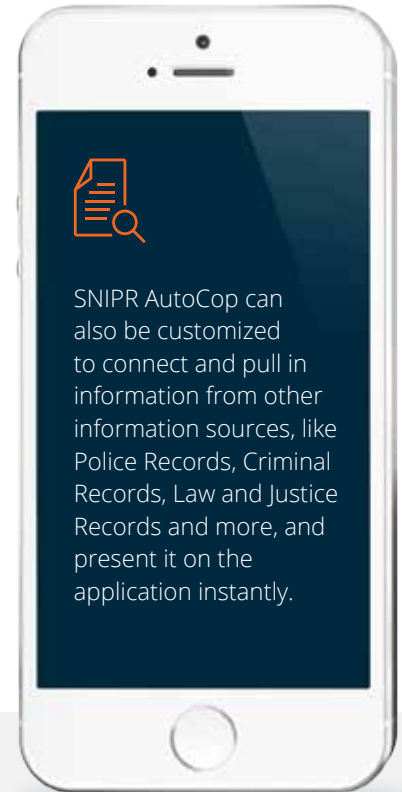 SNIPR AutoCop can
also be customized
to connect and pull in
information from other
information sources, like
Police Records, Criminal
Records, Law and Justice
Records and more, and
present it on the
application instantly.